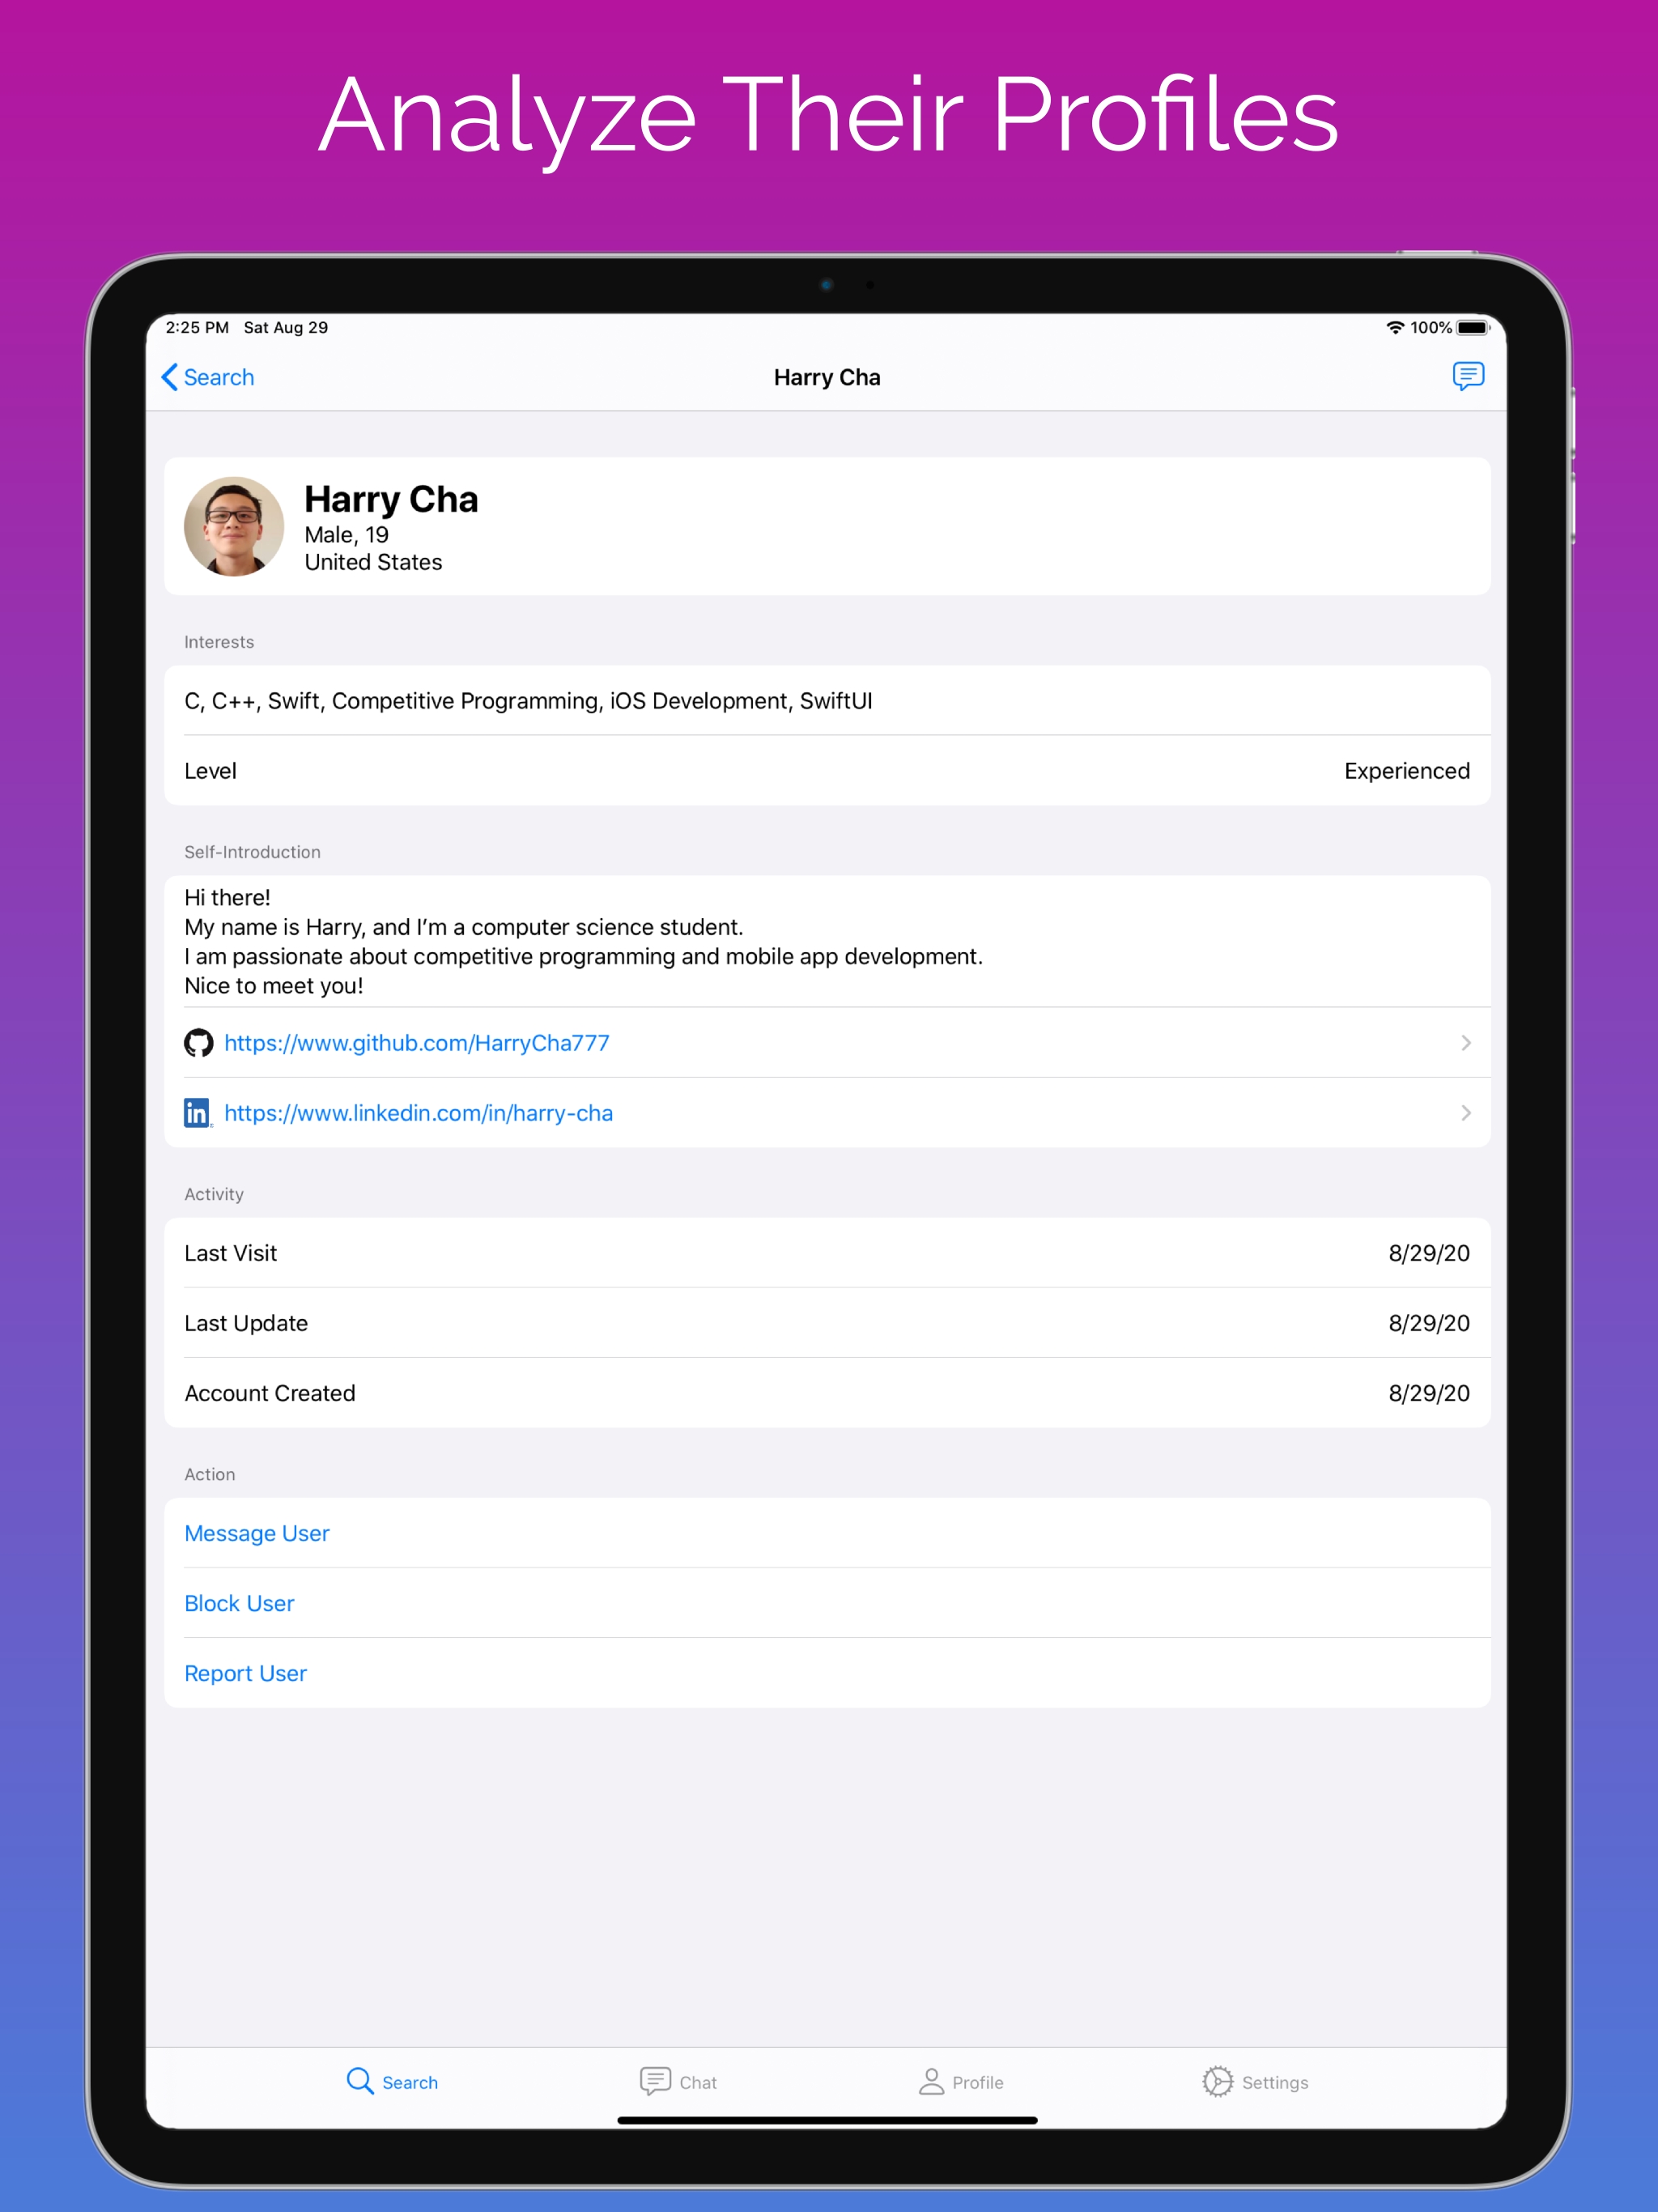 Analyze Their Profiles
2:25 PM Sat Aug 29
100%
Search
Harry Cha
Harry Cha
Male, 19
United States
Interests
C, C++, Swift, Competitive Programming, iOS Development, SwiftUI
Level Experienced
Self-Introduction
Hi there!
My name is Harry, and I’m a computer science student.
I am passionate about competitive programming and mobile app development.
Nice to meet you!
https://www.github.com/HarryCha777
in https://www.linkedin.com/in/harry-cha
Activity
Last Visit 8/29/20
Last Update 8/29/20
Account Created 8/29/20
Action
Message User
Block User
Report User
Search Chat Profile Settings